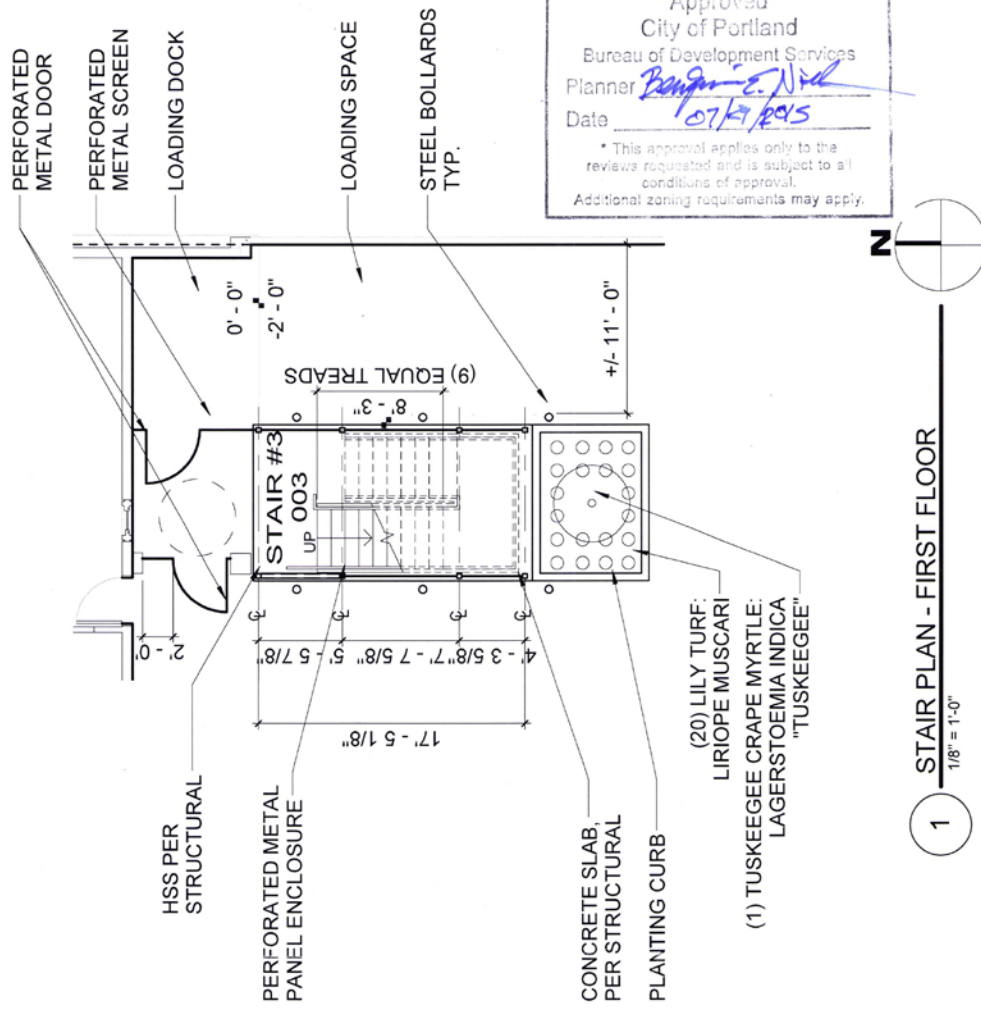 PERFORATED
METAL DOOR
PERFORATED
METAL SCREEN
LOADING DOCK
LOADING SPACE
STEEL BOLLARDS
TYP.
Approved
City of Portland
Bureau of Development Services
Planner
Date
* This approval applies only to the
reviews requested and is subject to all
conditions of approval.
Additional zoning requirements may apply.
N
0' - 0"
-2' - 0"
+/- 11' - 0"
(9) EQUAL TREADS
8' - 3"
STAIR #3
003
UP
2' - 0"
5' - 5 7/8"
7' - 7 5/8"
4' - 3 5/8"
17' - 5 1/8"
HSS PER
STRUCTURAL
PERFORATED METAL
PANEL ENCLOSURE
CONCRETE SLAB,
PER STRUCTURAL
PLANTING CURB
(20) LILY TURF:
LIRIOPE MUSCARI
(1) TUSKEEGEE CRAPE MYRTLE:
LAGERSTOEMIA INDICA
"TUSKEEGEE"
1
STAIR PLAN - FIRST FLOOR
1/8" = 1'-0"